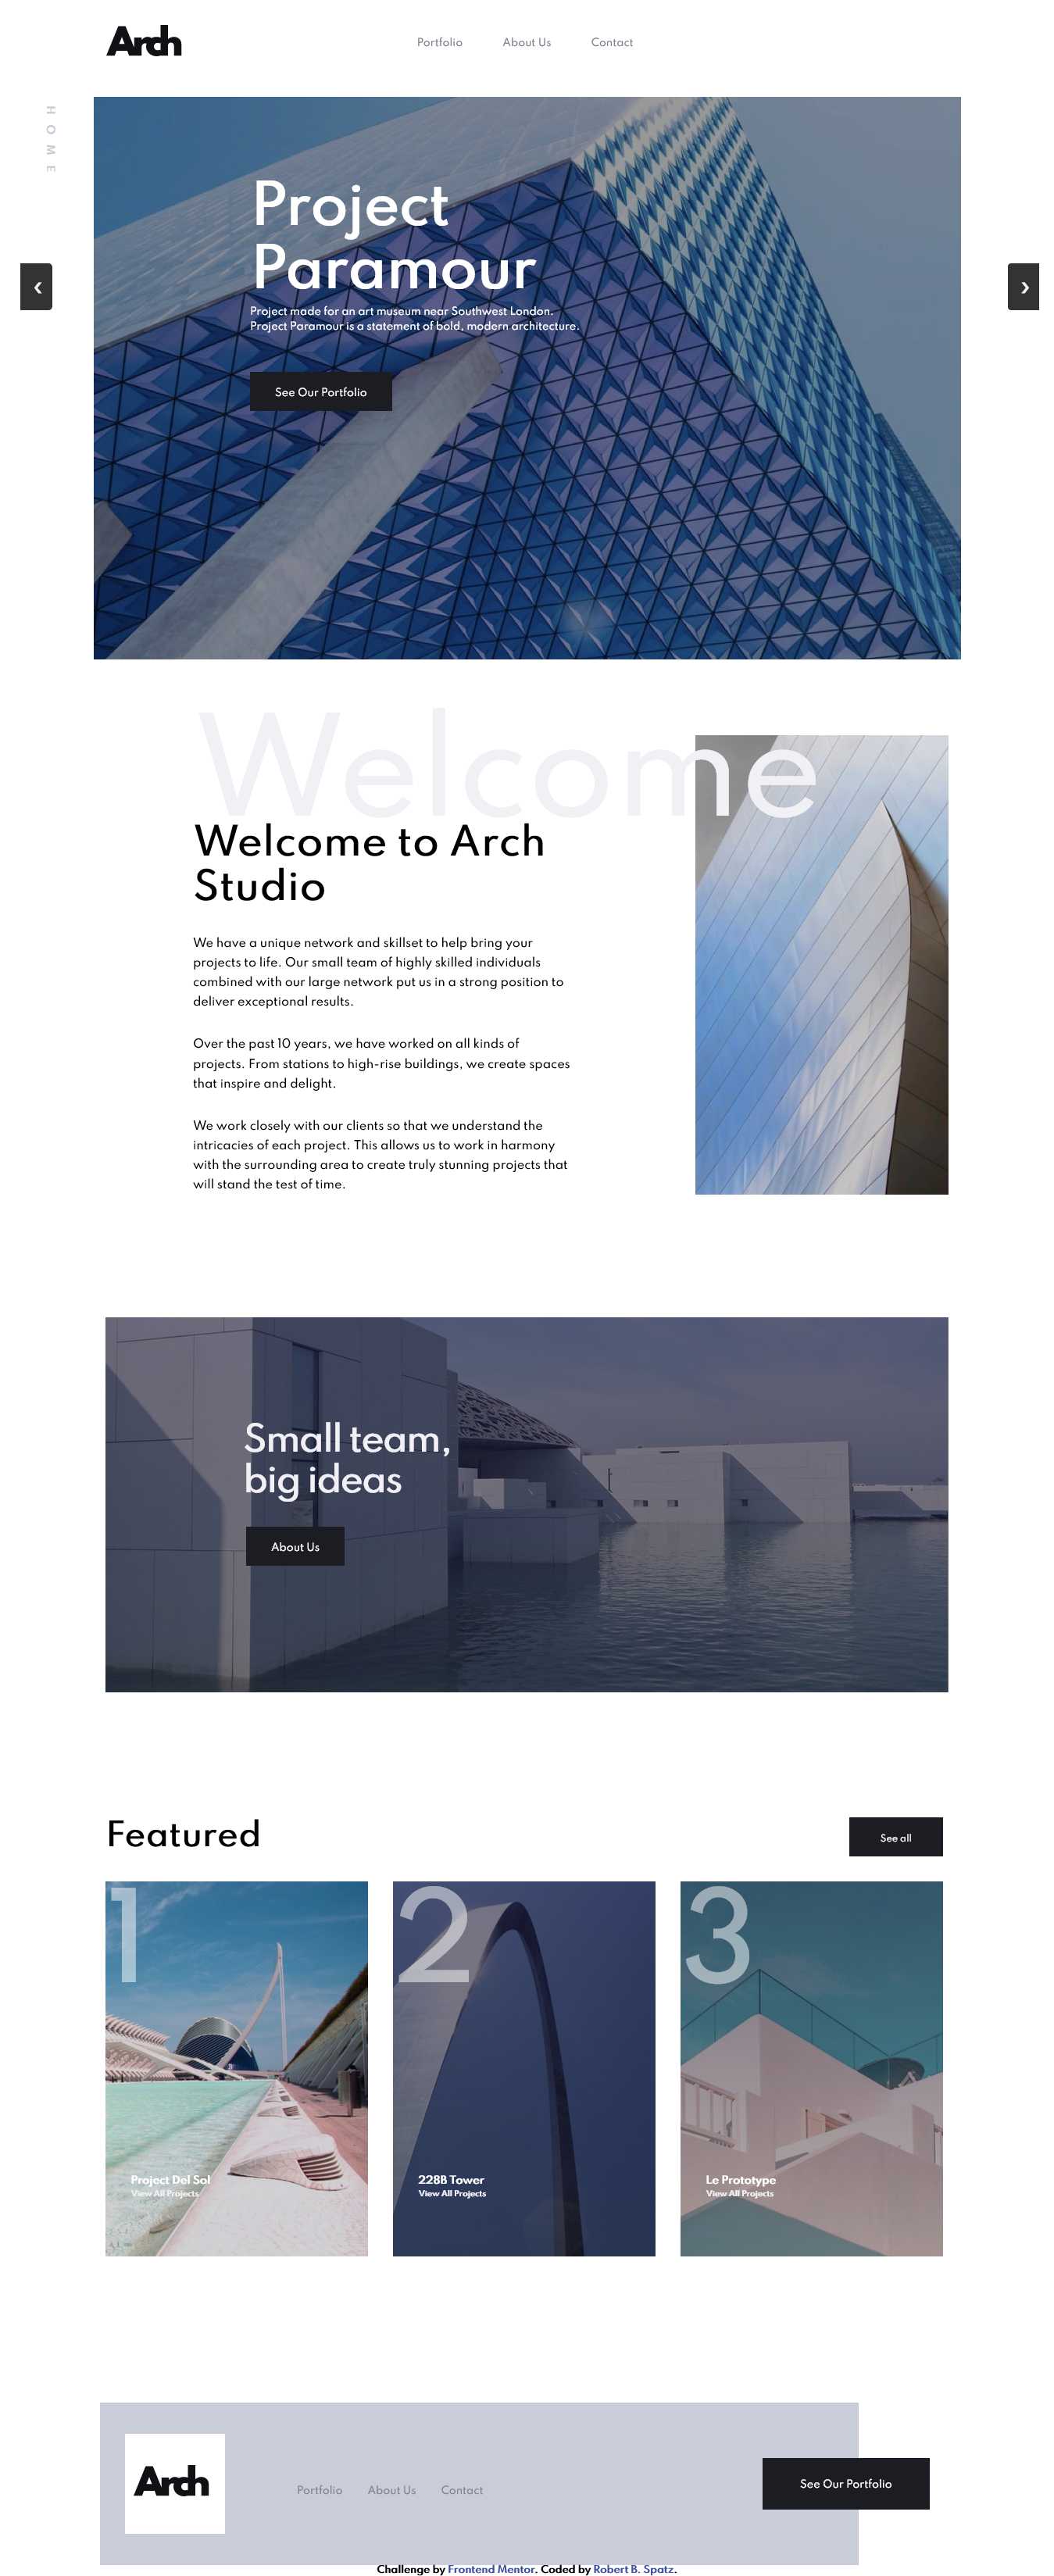 Arch
Portfolio About Us Contact
HOME
Project
Paramour
Project made for an art museum near Southwest London.
Project Paramour is a statement of bold, modern architecture.
‹
›
See Our Portfolio
Welcome
Welcome to Arch
Studio
We have a unique network and skillset to help bring your
projects to life. Our small team of highly skilled individuals
combined with our large network put us in a strong position to
deliver exceptional results.
Over the past 10 years, we have worked on all kinds of
projects. From stations to high-rise buildings, we create spaces
that inspire and delight.
We work closely with our clients so that we understand the
intricacies of each project. This allows us to work in harmony
with the surrounding area to create truly stunning projects that
will stand the test of time.
Small team,
big ideas
About Us
Featured
See all
1
Project Del Sol
View All Projects
2
228B Tower
View All Projects
3
Le Prototype
View All Projects
Arch
Portfolio About Us Contact
See Our Portfolio
Challenge by Frontend Mentor. Coded by Robert B. Spatz.